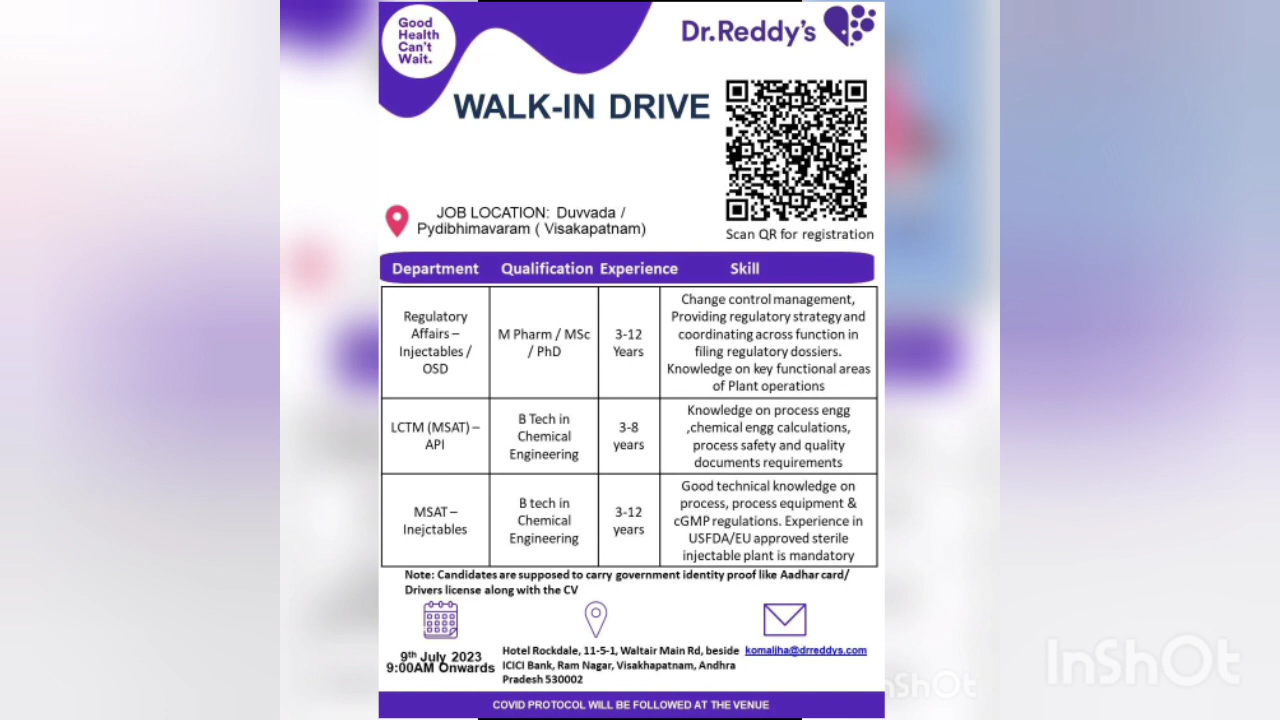 Good
Health
Can't
Wait.
Dr.Reddy's
WALK-IN DRIVE
JOB LOCATION: Duvvada /
Pydibhimavaram ( Visakapatnam)
Scan QR for registration
Department Qualification Experience Skill
Regulatory
Affairs –
Injectables /
OSD
M Pharm / MSc
/ PhD
3-12
Years
Change control management,
Providing regulatory strategy and
coordinating across function in
filing regulatory dossiers.
Knowledge on key functional areas
of Plant operations
LCTM (MSAT) –
API
B Tech in
Chemical
Engineering
3-8
years
Knowledge on process engg
,chemical engg calculations,
process safety and quality
documents requirements
MSAT –
Inejctables
B tech in
Chemical
Engineering
3-12
years
Good technical knowledge on
process, process equipment &
cGMP regulations. Experience in
USFDA/EU approved sterile
injectable plant is mandatory
Note: Candidates are supposed to carry government identity proof like Aadhar card/
Drivers license along with the CV
9th July 2023
9:00AM Onwards
Hotel Rockdale, 11-5-1, Waltair Main Rd, beside
ICICI Bank, Ram Nagar, Visakhapatnam, Andhra
Pradesh 530002
komaljha@drreddys.com
COVID PROTOCOL WILL BE FOLLOWED AT THE VENUE
InShOt